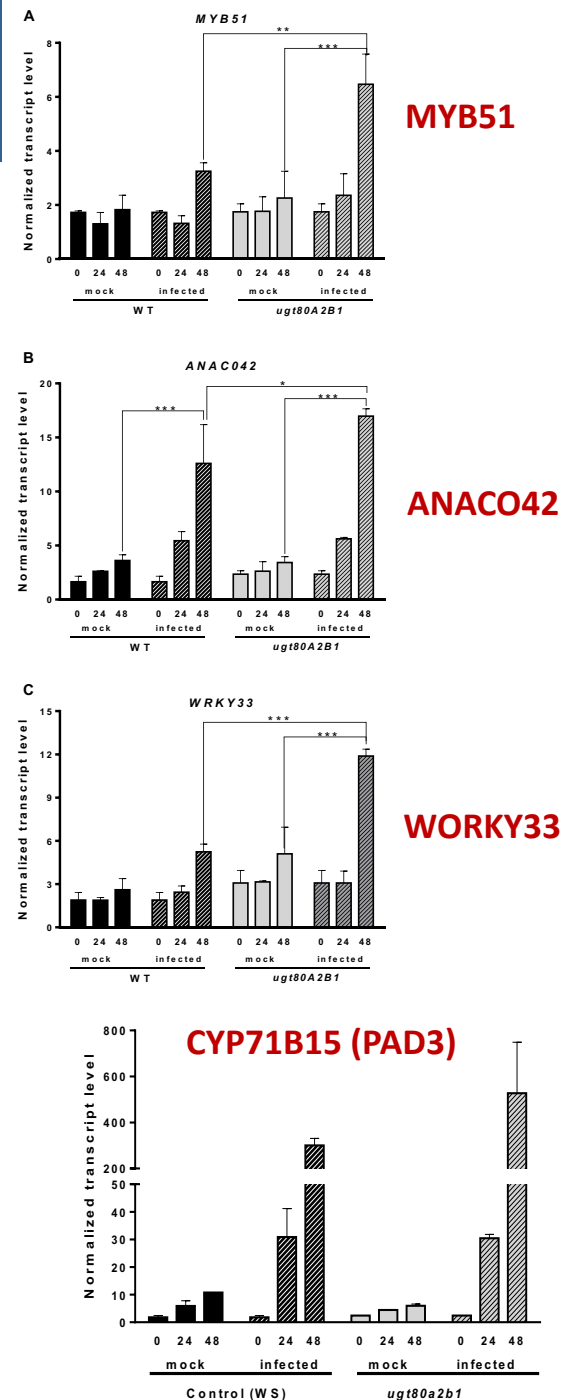 A
MYB51
**
***
Normalized transcript level
8
6
4
2
0
0 24 48 0 24 48 0 24 48 0 24 48
mock infected mock infected
WT ugt80A2B1
MYB51
B
ANAC042
*
*** ***
Normalized transcript level
20
15
10
5
0
0 24 48 0 24 48 0 24 48 0 24 48
mock infected mock infected
WT ugt80A2B1
ANACO42
C
WRKY33
***
***
Normalized transcript level
15
12
9
6
3
0
0 24 48 0 24 48 0 24 48 0 24 48
mock infected mock infected
WT ugt80A2B1
WORKY33
CYP71B15 (PAD3)
Normalized transcript level
800
600
400
200
50
40
30
20
10
0
0 24 48 0 24 48 0 24 48 0 24 48
mock infected mock infected
Control (WS) ugt80a2b1